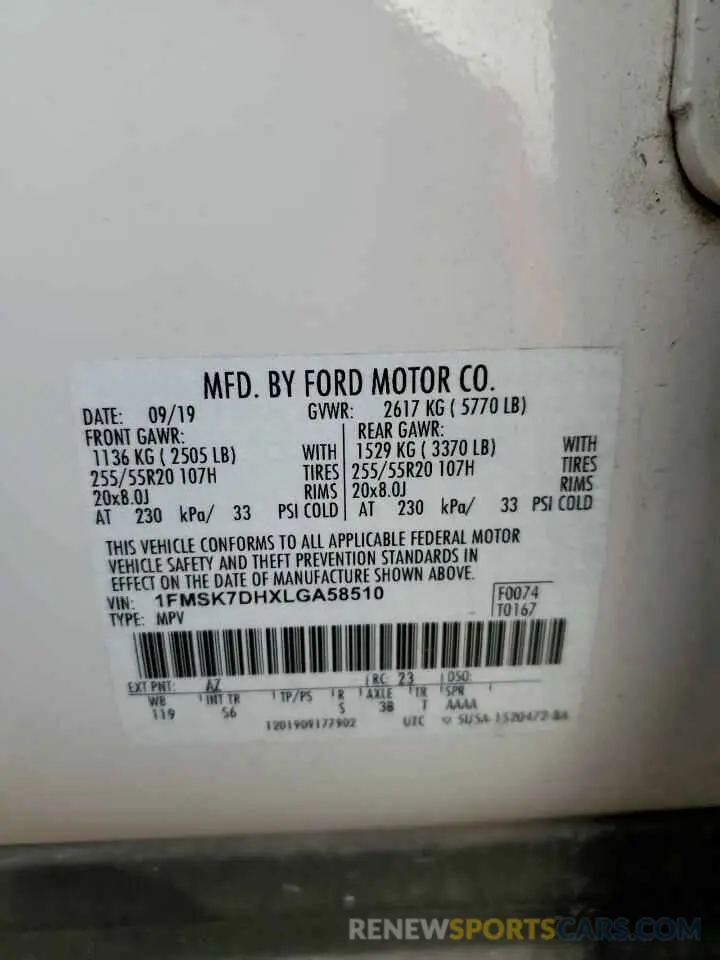 MFD. BY FORD MOTOR CO.
DATE: 09/19 GVWR: 2617 KG ( 5770 LB)
FRONT GAWR: REAR GAWR:
1136 KG ( 2505 LB) WITH 1529 KG ( 3370 LB) WITH
255/55R20 107H TIRES 255/55R20 107H TIRES
20x8.0J RIMS 20x8.0J RIMS
AT 230 kPa/ 33 PSI COLD AT 230 kPa/ 33 PSI COLD
THIS VEHICLE CONFORMS TO ALL APPLICABLE FEDERAL MOTOR
VEHICLE SAFETY AND THEFT PREVENTION STANDARDS IN
EFFECT ON THE DATE OF MANUFACTURE SHOWN ABOVE.
VIN: 1FMSK7DHXLGA58510 F0074
TYPE: MPV T0167
EXT PNT: AZ RC: 23 DSO:
WB INT TR TP/PS R AXLE TR SPR
119 56 S 3B T AAAA
1201909177902 UTC 5U5A-1520472-BA
RENEWSPORTSCARS.COM